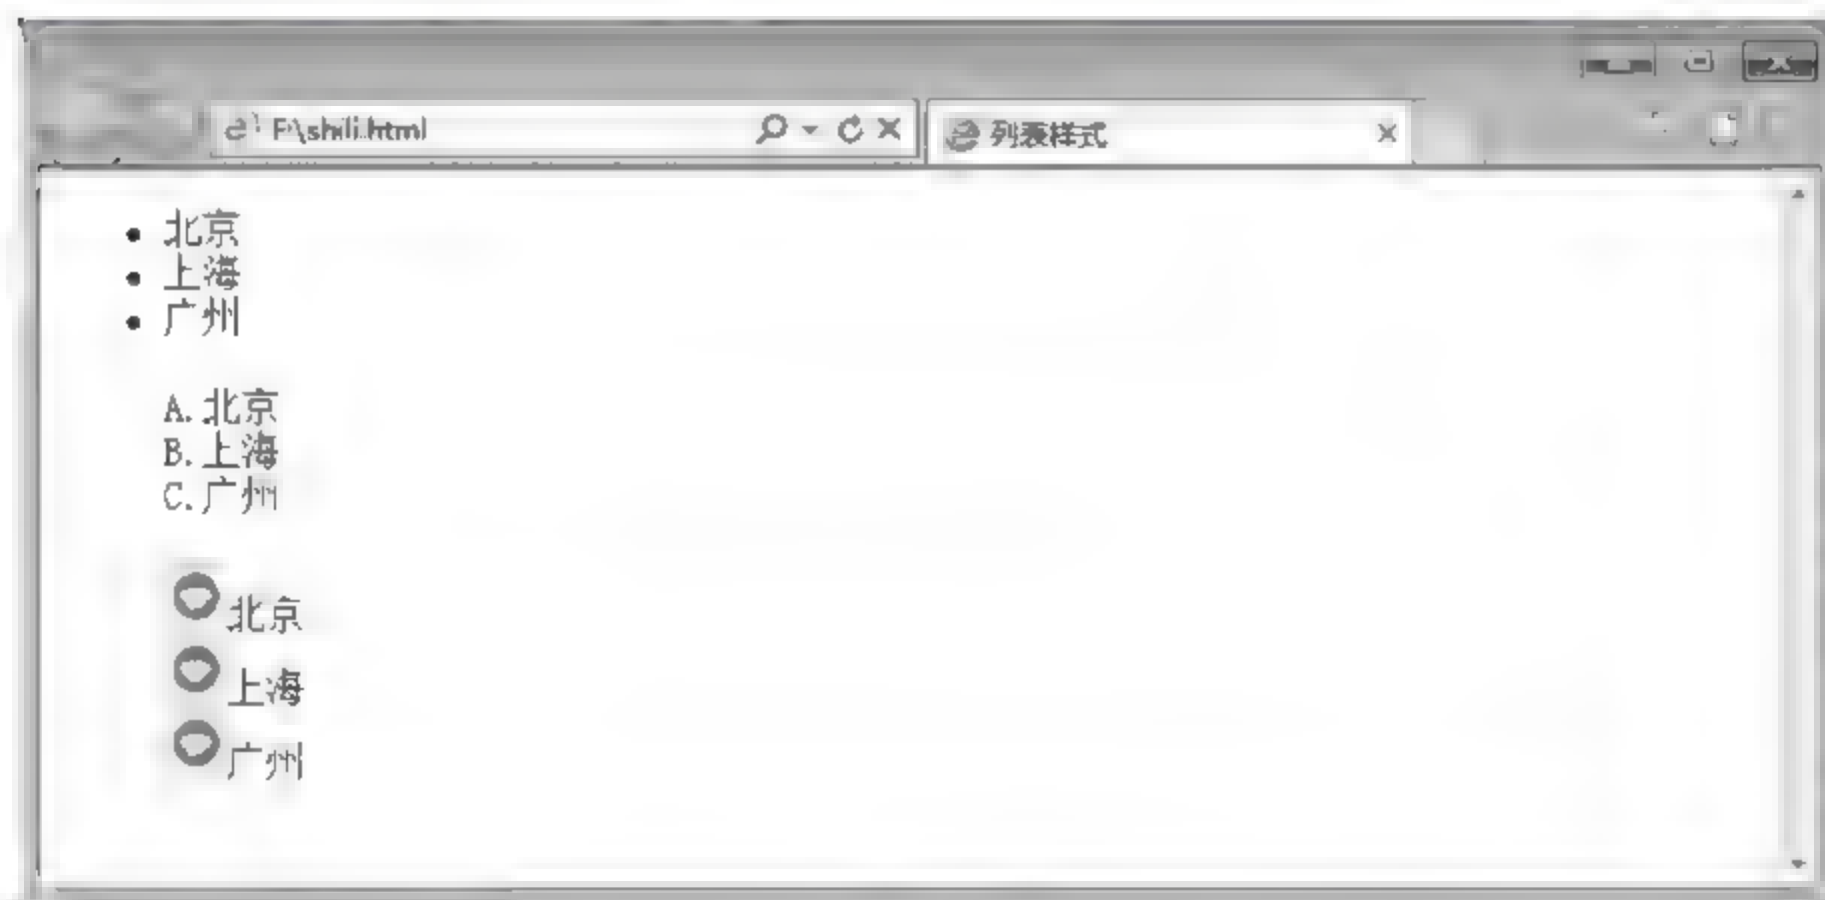 F:\shili.html
列表样式
北京
上海
广州
A. 北京
B. 上海
C. 广州
北京
上海
广州